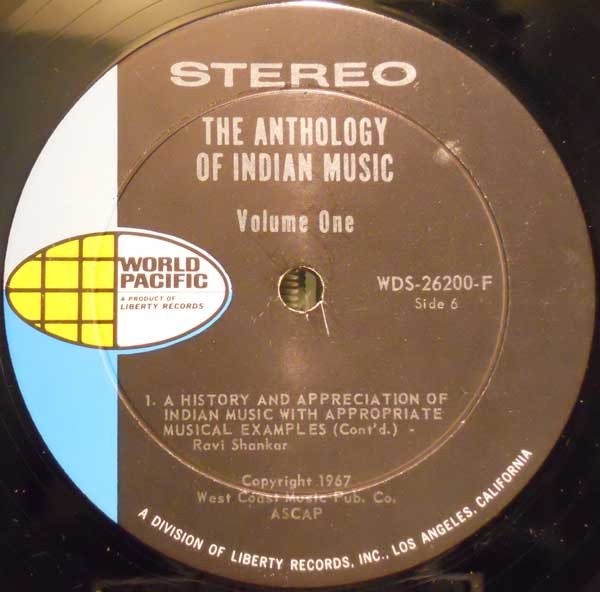 STEREO
THE ANTHOLOGY
OF INDIAN MUSIC
Volume One
WORLD
PACIFIC
A PRODUCT OF
LIBERTY RECORDS
WDS-26200-F
Side 6
1. A HISTORY AND APPRECIATION OF
INDIAN MUSIC WITH APPROPRIATE
MUSICAL EXAMPLES (Cont'd.) -
Ravi Shankar
Copyright 1967
West Coast Music Pub. Co.
ASCAP
A DIVISION OF LIBERTY RECORDS, INC., LOS ANGELES, CALIFORNIA